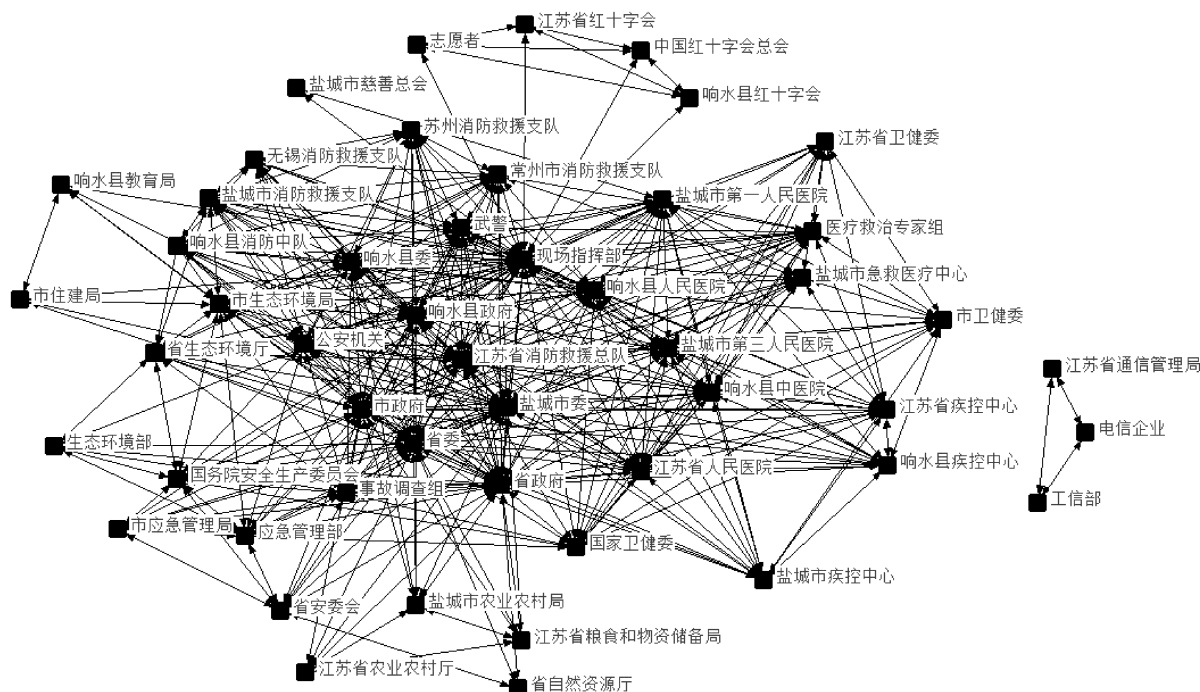 江苏省红十字会
志愿者
中国红十字会总会
盐城市慈善总会
响水县红十字会
苏州消防救援支队
江苏省卫健委
无锡消防救援支队
常州市消防救援支队
响水县教育局
盐城市消防救援支队
盐城市第一人民医院
武警
医疗救治专家组
响水县消防中队
响水县委
现场指挥部
盐城市急救医疗中心
响水县人民医院
市住建局
市生态环境局
响水县政府
市卫健委
公安机关
省生态环境厅
江苏省消防救援总队
盐城市第三人民医院
江苏省通信管理局
响水县中医院
市政府
盐城市委
江苏省疾控中心
电信企业
生态环境部
省委
响水县疾控中心
国务院安全生产委员会
江苏省人民医院
事故调查组
省政府
工信部
市应急管理局
应急管理部
国家卫健委
盐城市疾控中心
省安委会
盐城市农业农村局
江苏省粮食和物资储备局
江苏省农业农村厅
省自然资源厅